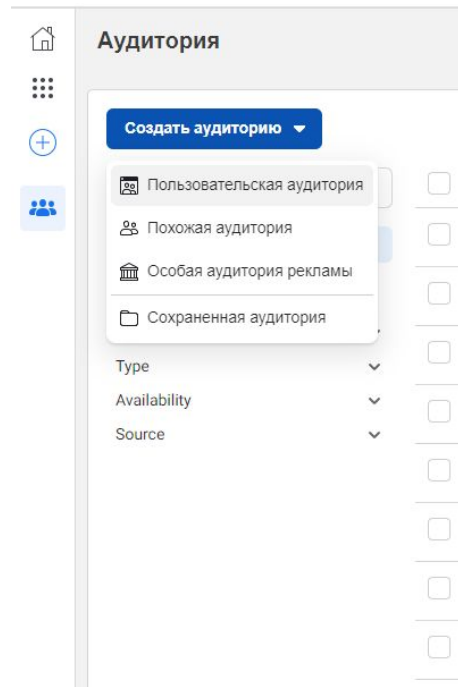 Аудитория
Создать аудиторию
Пользовательская аудитория
Похожая аудитория
Особая аудитория рекламы
Сохраненная аудитория
Type
Availability
Source